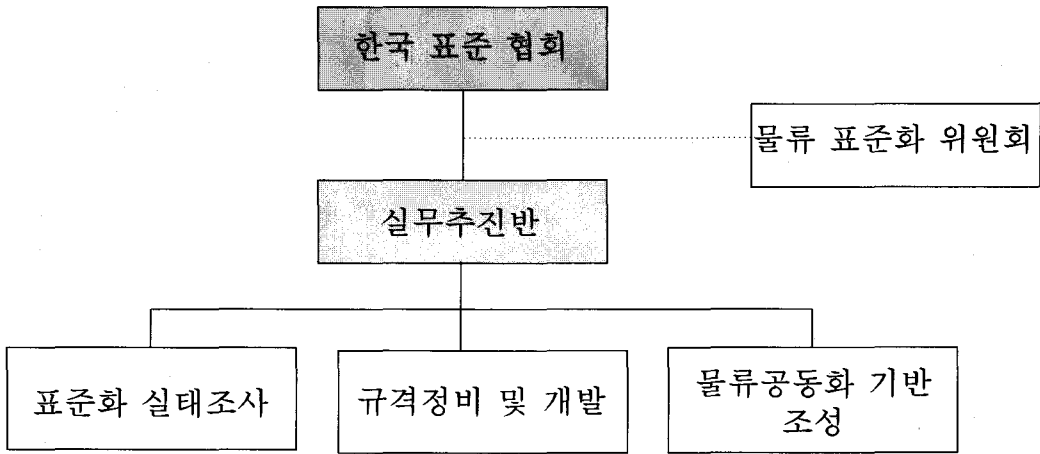 한국 표준 협회
물류 표준화 위원회
실무추진반
표준화 실태조사
규격정비 및 개발
물류공동화 기반
조성